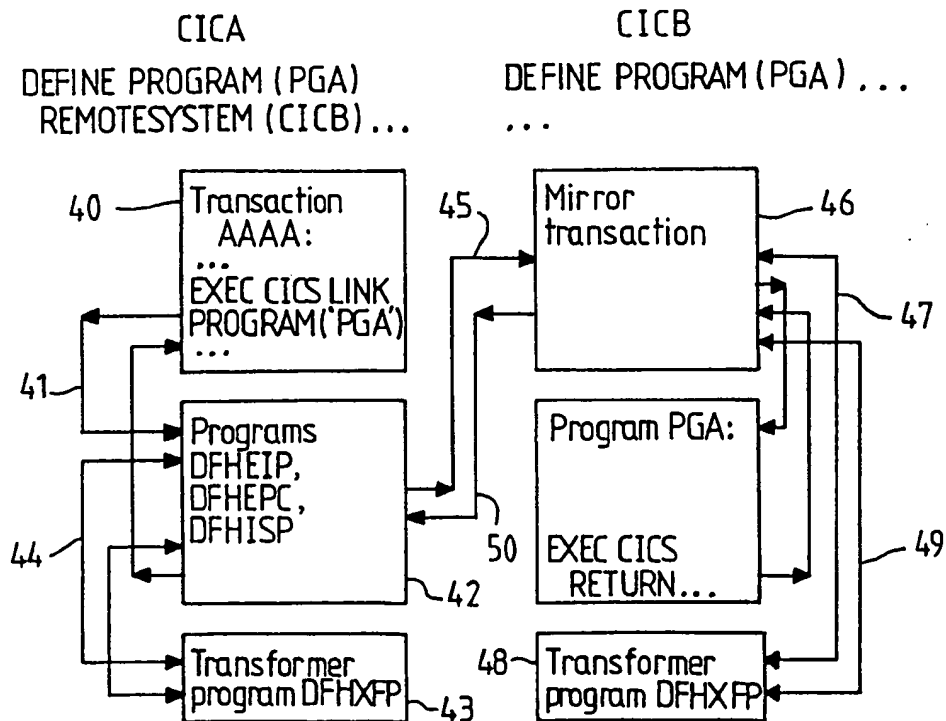 CICA
DEFINE PROGRAM (PGA)
REMOTESYSTEM (CICB) ...
CICB
DEFINE PROGRAM (PGA) ...
...
40
Transaction
AAAA:
...
EXEC CICS LINK
PROGRAM('PGA')
...
41
45
Mirror
transaction
46
47
Programs
DFHEIP,
DFHEPC,
DFHISP
44
42
50
Program PGA:
EXEC CICS
RETURN...
49
Transformer
program DFHXFP
43
48
Transformer
program DFHXFP